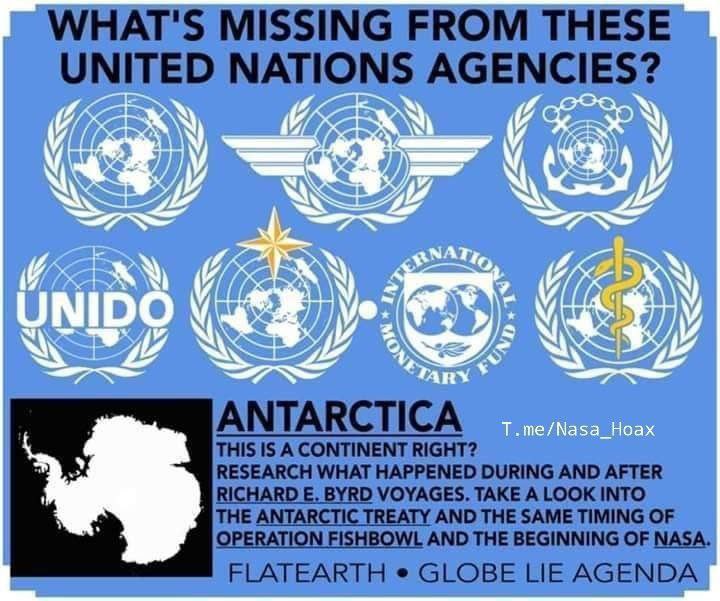 WHAT'S MISSING FROM THESE
UNITED NATIONS AGENCIES?
UNIDO
INTERNATIONAL
MONETARY FUND
ANTARCTICA
T.me/Nasa_Hoax
THIS IS A CONTINENT RIGHT?
RESEARCH WHAT HAPPENED DURING AND AFTER
RICHARD E. BYRD VOYAGES. TAKE A LOOK INTO
THE ANTARCTIC TREATY AND THE SAME TIMING OF
OPERATION FISHBOWL AND THE BEGINNING OF NASA.
FLATEARTH • GLOBE LIE AGENDA